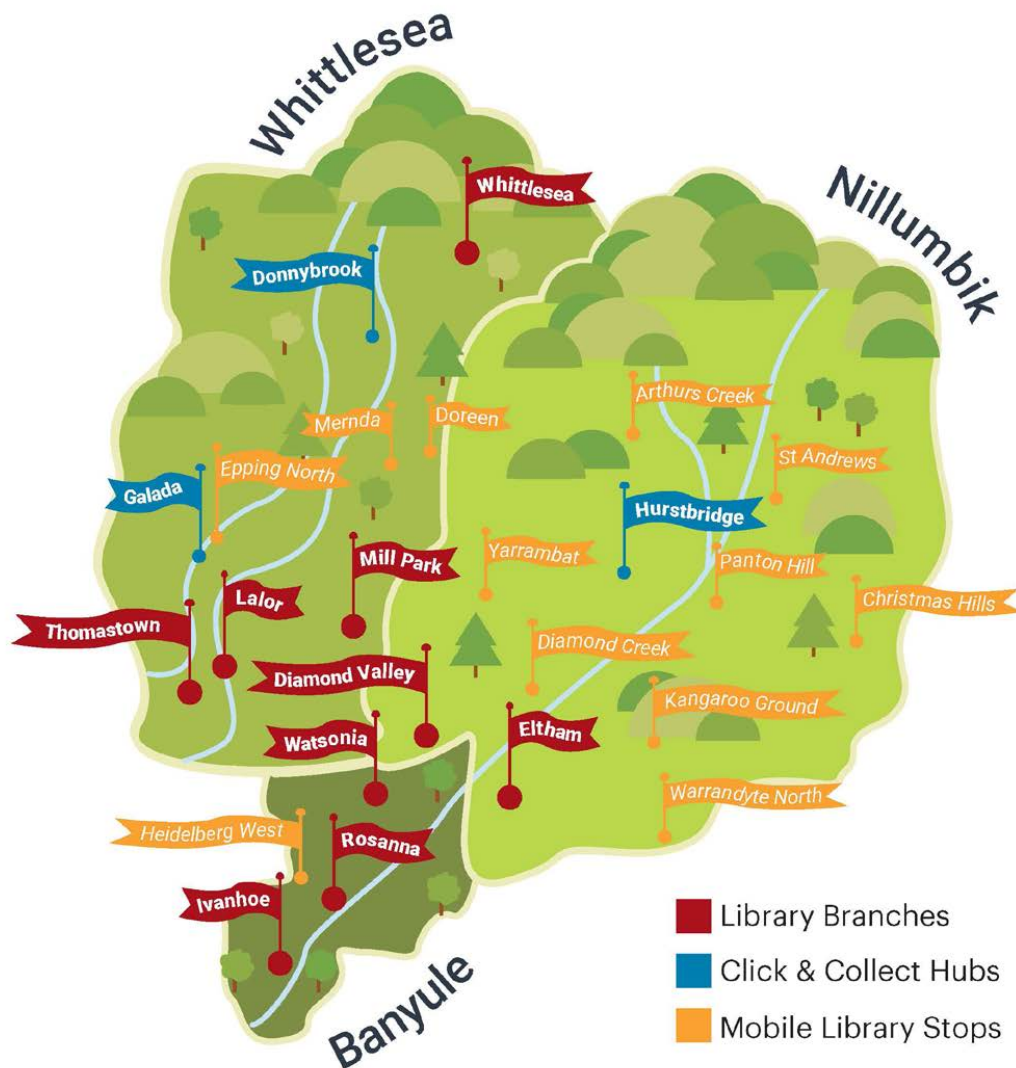 Whittlesea
Nillumbik
Whittlesea
Donnybrook
Arthurs Creek
Mernda
Doreen
St Andrews
Epping North
Galada
Hurstbridge
Mill Park
Yarrambat
Panton Hill
Lalor
Christmas Hills
Thomastown
Diamond Creek
Diamond Valley
Kangaroo Ground
Watsonia
Eltham
Warrandyte North
Heidelberg West
Rosanna
Ivanhoe
Banyule
Library Branches
Click & Collect Hubs
Mobile Library Stops